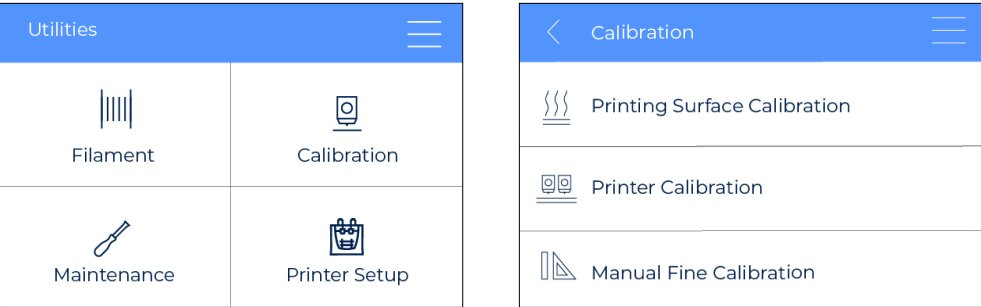 Utilities
Filament
Calibration
Maintenance
Printer Setup
Calibration
Printing Surface Calibration
Printer Calibration
Manual Fine Calibration